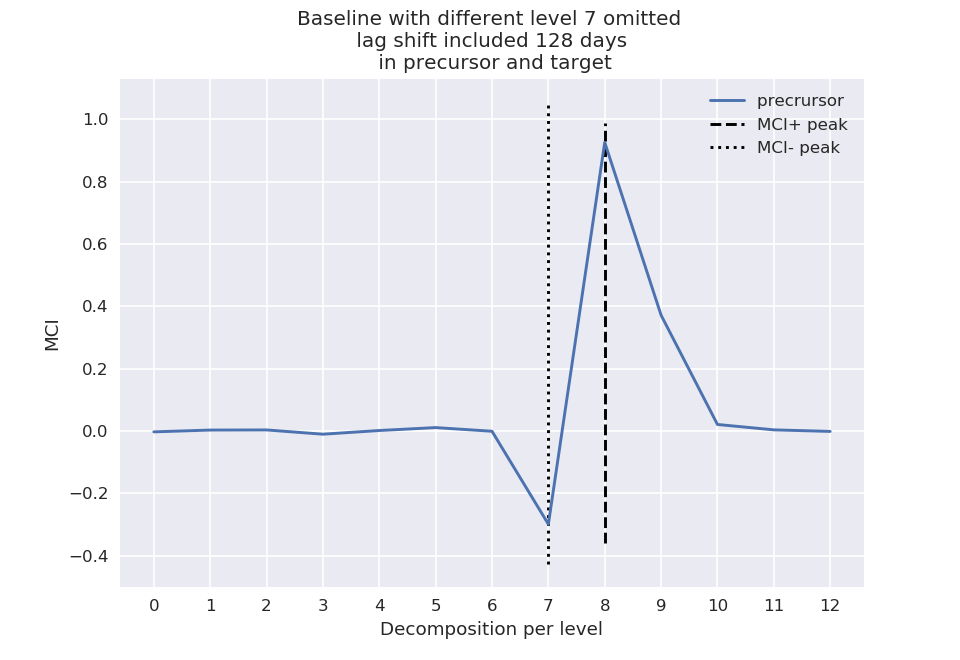 Baseline with different level 7 omitted
lag shift included 128 days
in precursor and target
precrursor
MCI+ peak
MCI- peak
1.0
0.8
0.6
0.4
0.2
0.0
−0.2
−0.4
MCI
0 1 2 3 4 5 6 7 8 9 10 11 12
Decomposition per level